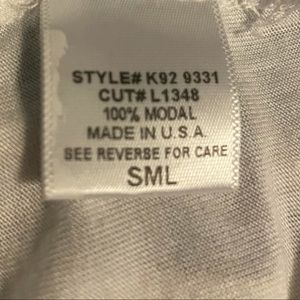 STYLE# K92 9331
CUT# L1348
100% MODAL
MADE IN U.S.A.
SEE REVERSE FOR CARE
SML